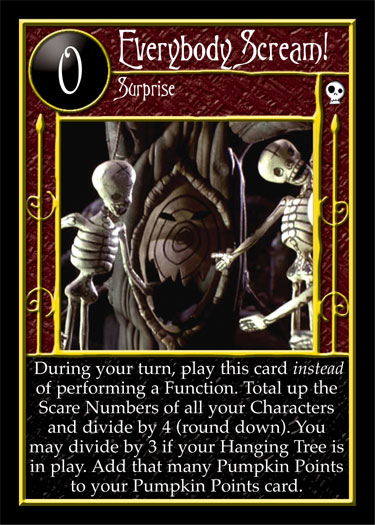 0
Everybody Scream!
Surprise
During your turn, play this card instead
of performing a Function. Total up the
Scare Numbers of all your Characters
and divide by 4 (round down). You
may divide by 3 if your Hanging Tree is
in play. Add that many Pumpkin Points
to your Pumpkin Points card.